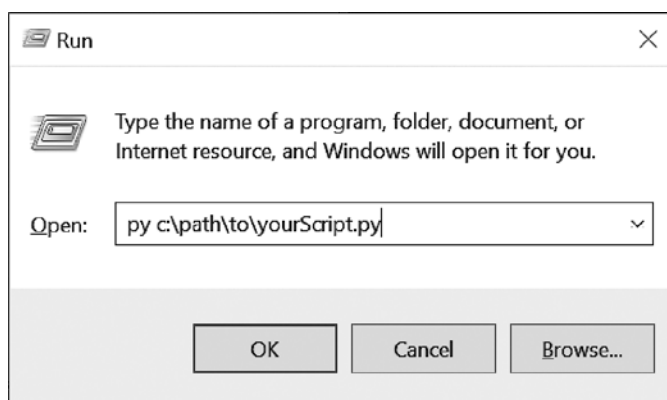 Run
Type the name of a program, folder, document, or
Internet resource, and Windows will open it for you.
Open: py c:\path\to\yourScript.py
OK Cancel Browse...